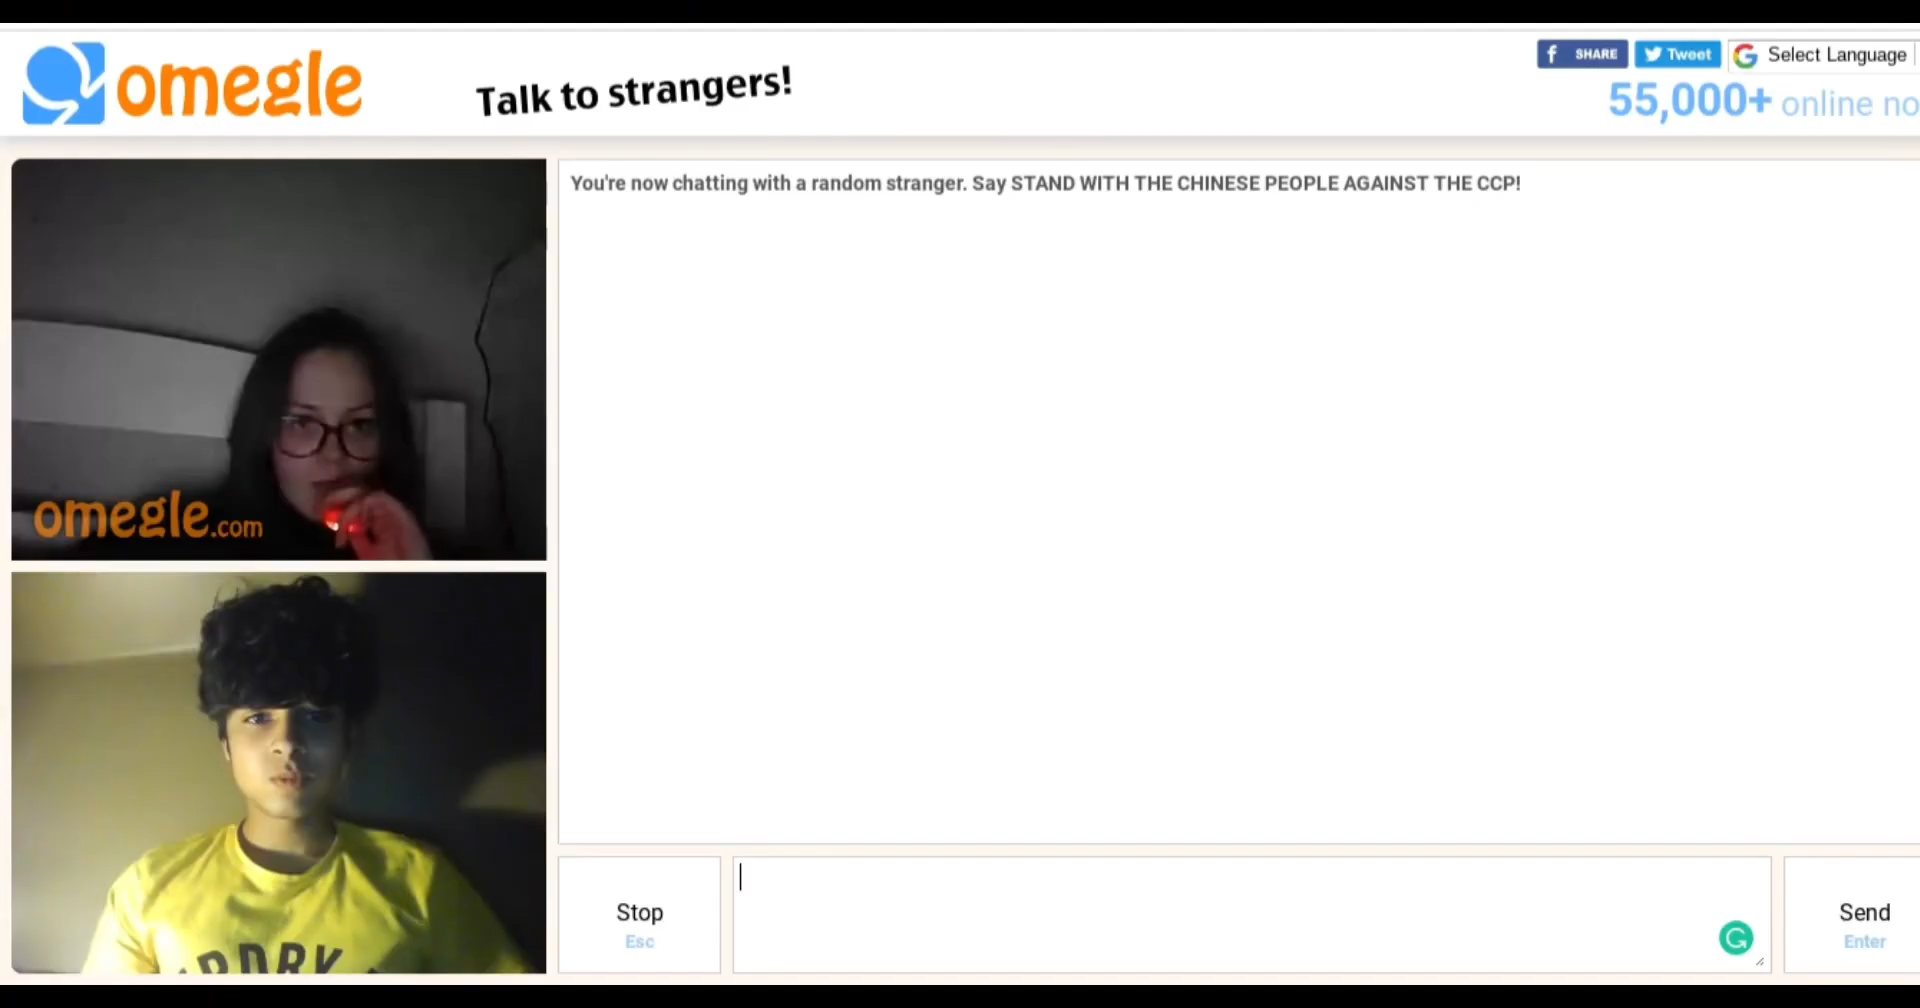 omegle
Talk to strangers!
SHARE
Tweet
Select Language
55,000+ online no
You're now chatting with a random stranger. Say STAND WITH THE CHINESE PEOPLE AGAINST THE CCP!
omegle.com
Stop
Esc
Send
Enter